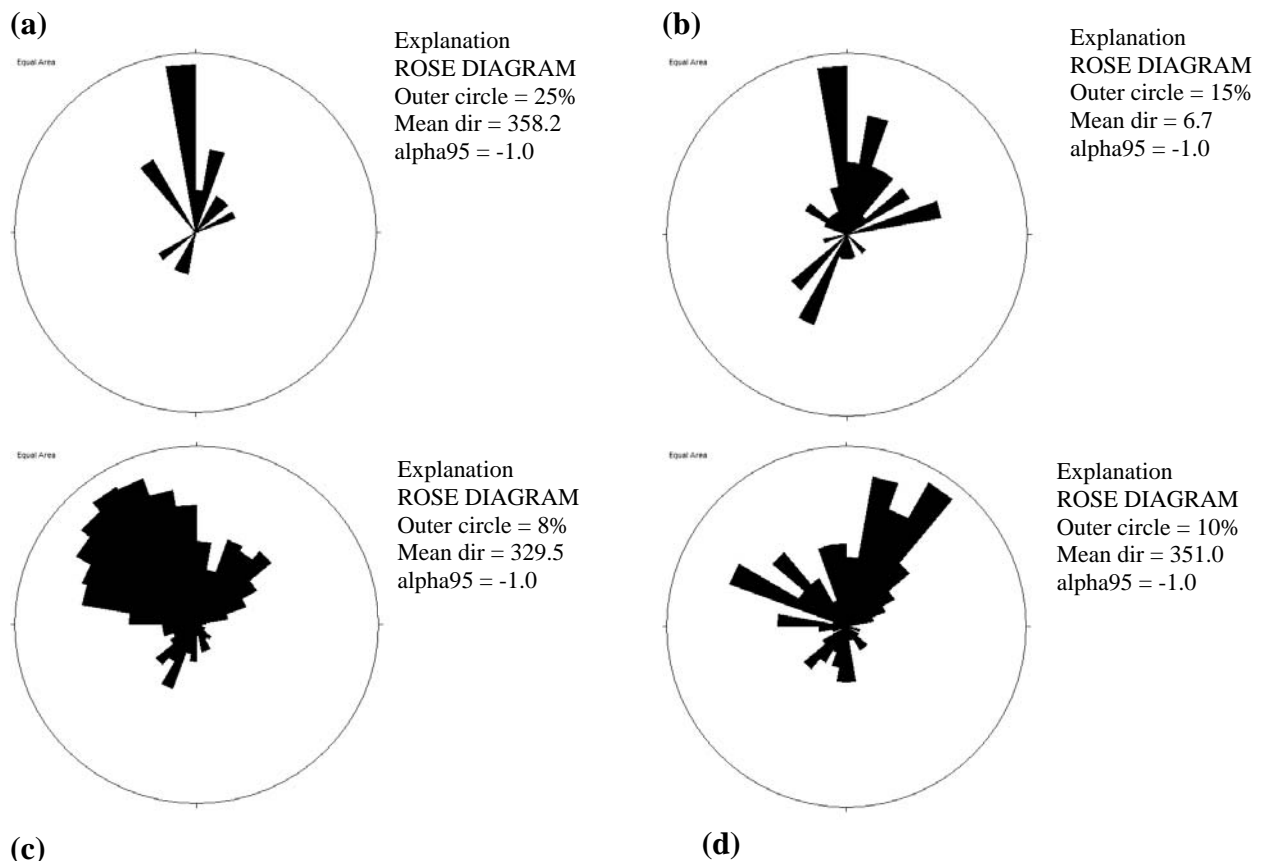 (a)
Equal Area
Explanation
ROSE DIAGRAM
Outer circle = 25%
Mean dir = 358.2
alpha95 = -1.0
(b)
Equal Area
Explanation
ROSE DIAGRAM
Outer circle = 15%
Mean dir = 6.7
alpha95 = -1.0
Equal Area
Explanation
ROSE DIAGRAM
Outer circle = 8%
Mean dir = 329.5
alpha95 = -1.0
(c)
Equal Area
Explanation
ROSE DIAGRAM
Outer circle = 10%
Mean dir = 351.0
alpha95 = -1.0
(d)